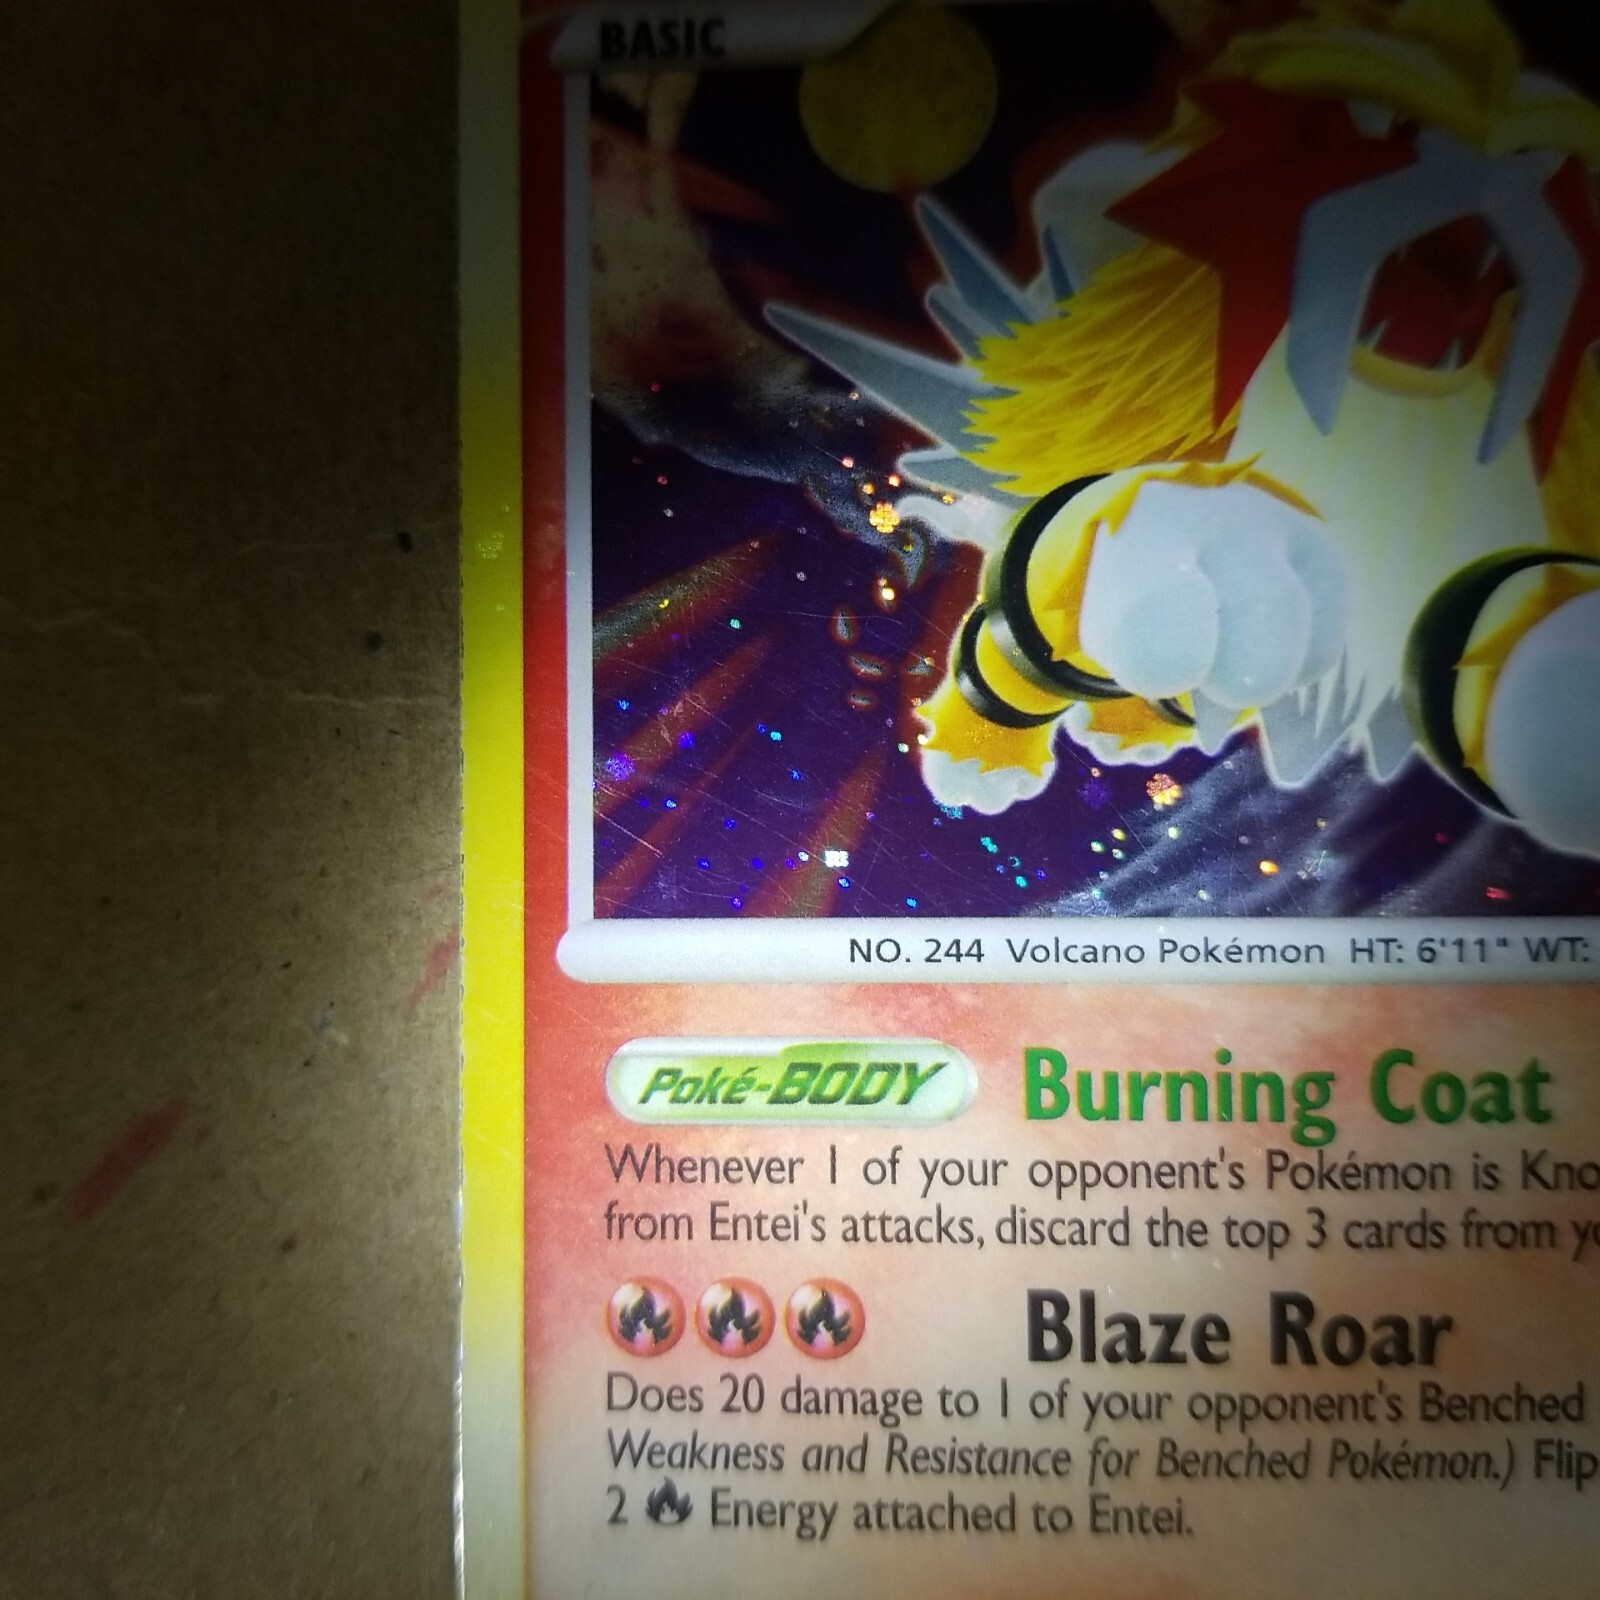 BASIC
NO. 244 Volcano Pokémon HT: 6'11" WT:
Poké-BODY Burning Coat
Whenever 1 of your opponent's Pokémon is Kno
from Entei's attacks, discard the top 3 cards from yo
Blaze Roar
Does 20 damage to 1 of your opponent's Benched
Weakness and Resistance for Benched Pokémon.) Flip
2 Energy attached to Entei.